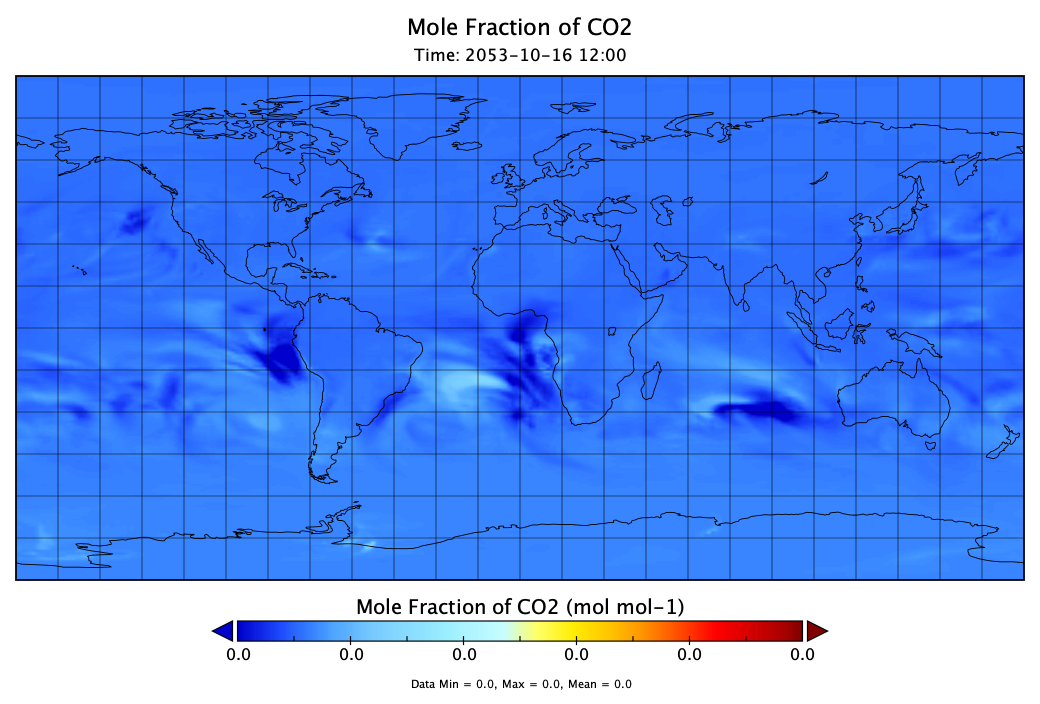 Mole Fraction of CO2
Time: 2053-10-16 12:00
Mole Fraction of CO2 (mol mol-1)
0.0 0.0 0.0 0.0 0.0 0.0
Data Min = 0.0, Max = 0.0, Mean = 0.0